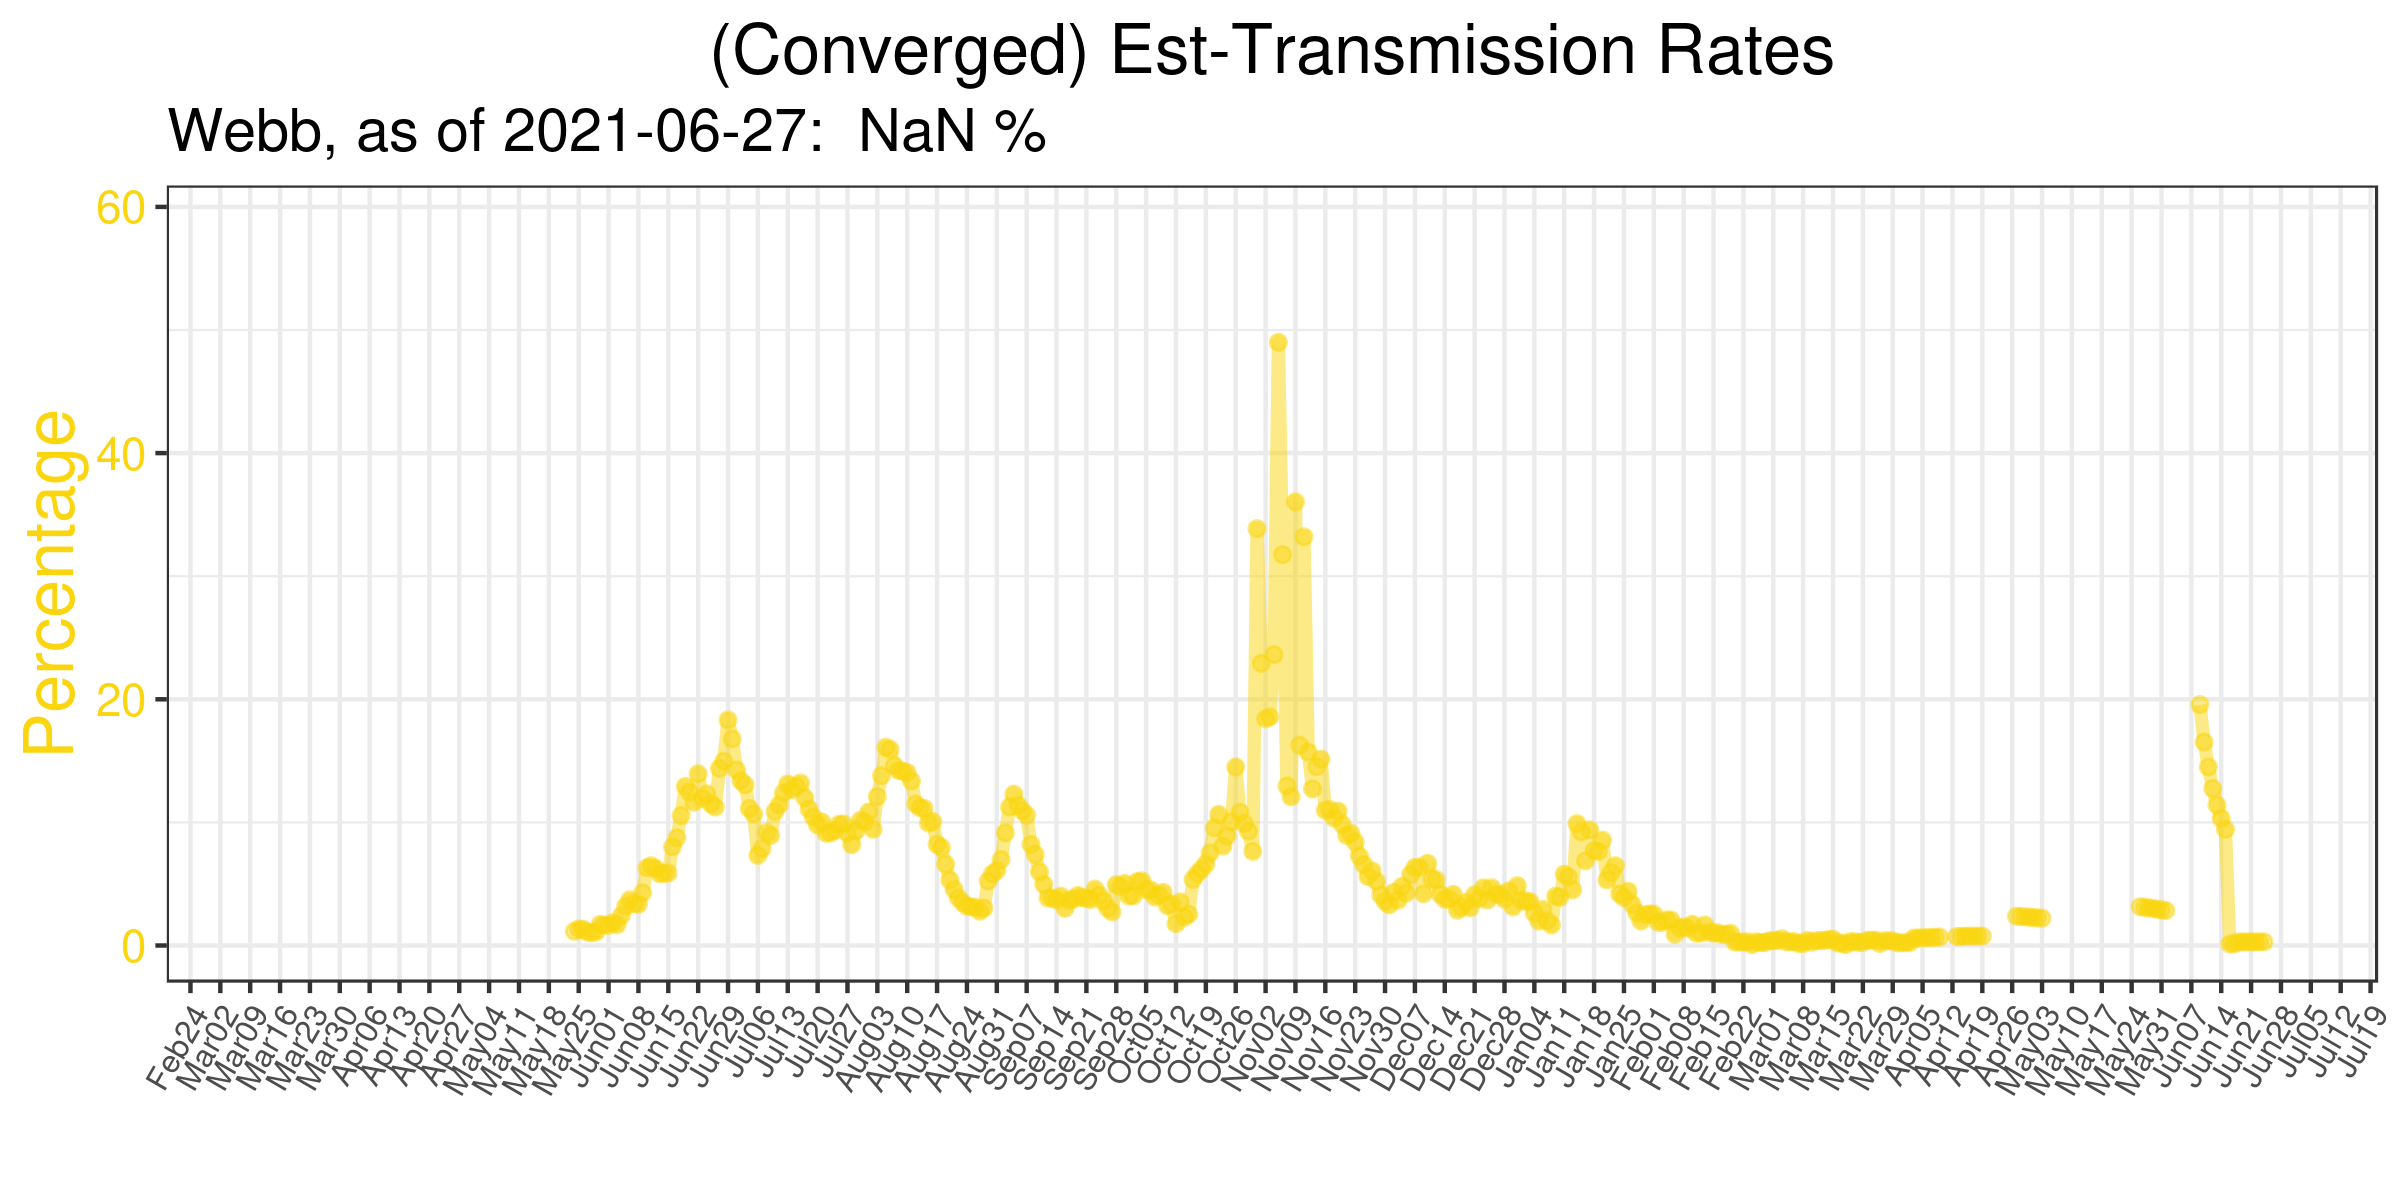 (Converged) Est-Transmission Rates
Webb, as of 2021-06-27: NaN %
Percentage
60
40
20
0
Feb24
Mar02
Mar09
Mar16
Mar23
Mar30
Apr06
Apr13
Apr20
Apr27
May04
May11
May18
May25
Jun01
Jun08
Jun15
Jun22
Jun29
Jul06
Jul13
Jul20
Jul27
Aug03
Aug10
Aug17
Aug24
Aug31
Sep07
Sep14
Sep21
Sep28
Oct05
Oct12
Oct19
Oct26
Nov02
Nov09
Nov16
Nov23
Nov30
Dec07
Dec14
Dec21
Dec28
Jan04
Jan11
Jan18
Jan25
Feb01
Feb08
Feb15
Feb22
Mar01
Mar08
Mar15
Mar22
Mar29
Apr05
Apr12
Apr19
Apr26
May03
May10
May17
May24
May31
Jun07
Jun14
Jun21
Jun28
Jul05
Jul12
Jul19